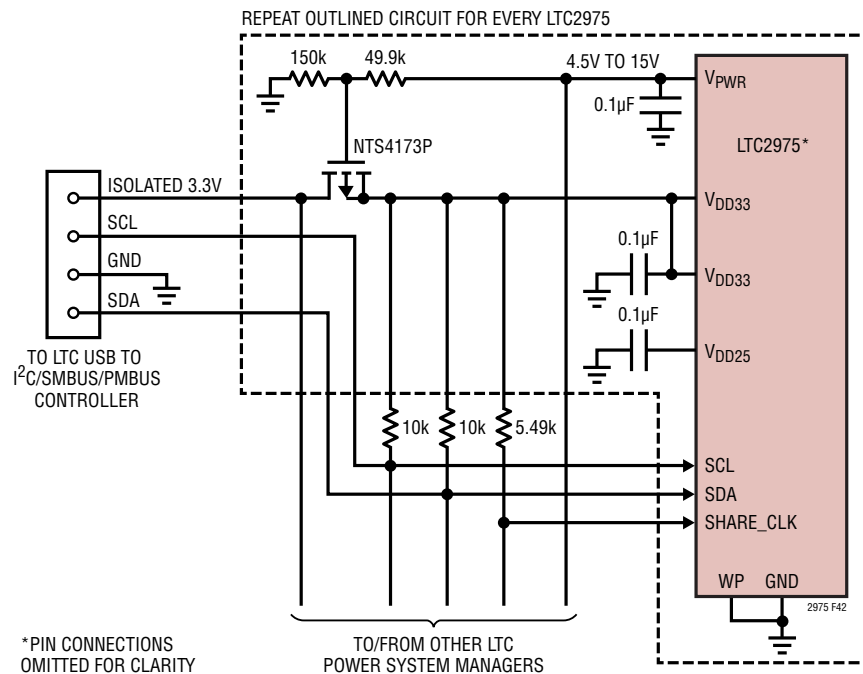 REPEAT OUTLINED CIRCUIT FOR EVERY LTC2975
150k
49.9k
4.5V TO 15V
VPWR
0.1µF
LTC2975*
NTS4173P
ISOLATED 3.3V
VDD33
SCL
0.1µF
GND
VDD33
SDA
0.1µF
TO LTC USB TO
I2C/SMBUS/PMBUS
CONTROLLER
VDD25
10k
10k
5.49k
SCL
SDA
SHARE_CLK
WP
GND
2975 F42
*PIN CONNECTIONS
OMITTED FOR CLARITY
TO/FROM OTHER LTC
POWER SYSTEM MANAGERS